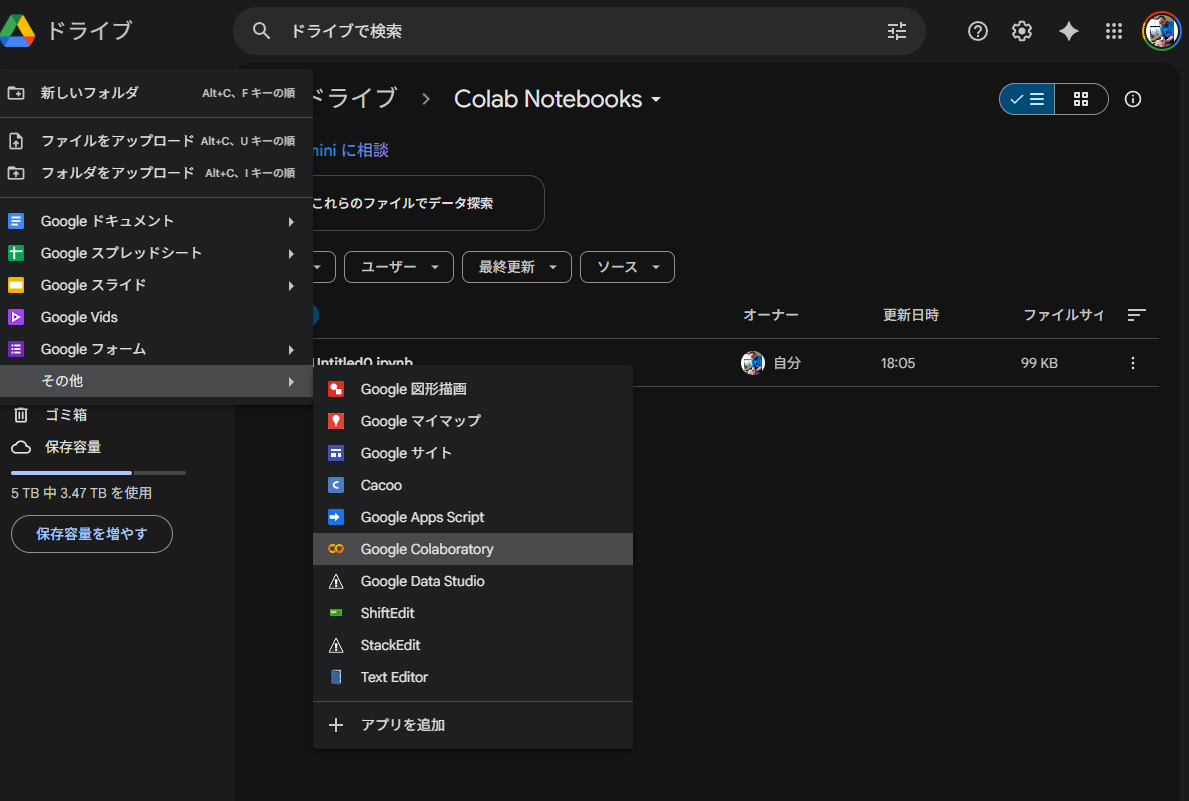 ドライブ
ドライブで検索
新しいフォルダ Alt+C、F キーの順
ファイルをアップロード Alt+C、U キーの順
フォルダをアップロード Alt+C、I キーの順
Google ドキュメント
Google スプレッドシート
Google スライド
Google Vids
Google フォーム
その他
ゴミ箱
保存容量
5 TB 中 3.47 TB を使用
保存容量を増やす
ドライブ > Colab Notebooks
mini に相談
これらのファイルでデータ探索
ユーザー 最終更新 ソース
オーナー 更新日時 ファイルサイ
Untitled0.ipynb 自分 18:05 99 KB
Google 図形描画
Google マイマップ
Google サイト
Cacoo
Google Apps Script
Google Colaboratory
Google Data Studio
ShiftEdit
StackEdit
Text Editor
アプリを追加